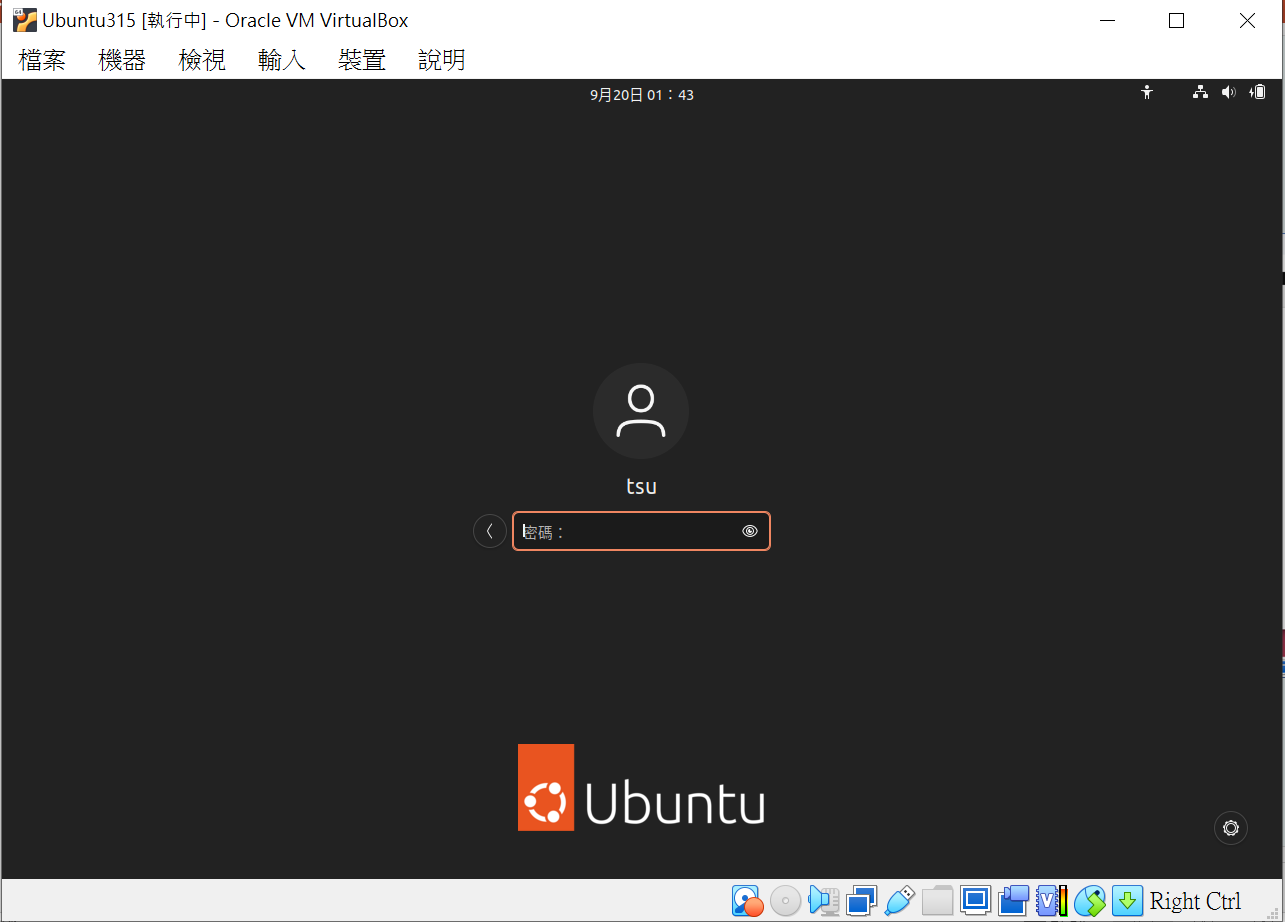 Ubuntu315 [執行中] - Oracle VM VirtualBox
檔案 機器 檢視 輸入 裝置 說明
9月20日 01：43
tsu
密碼：
Ubuntu
Right Ctrl